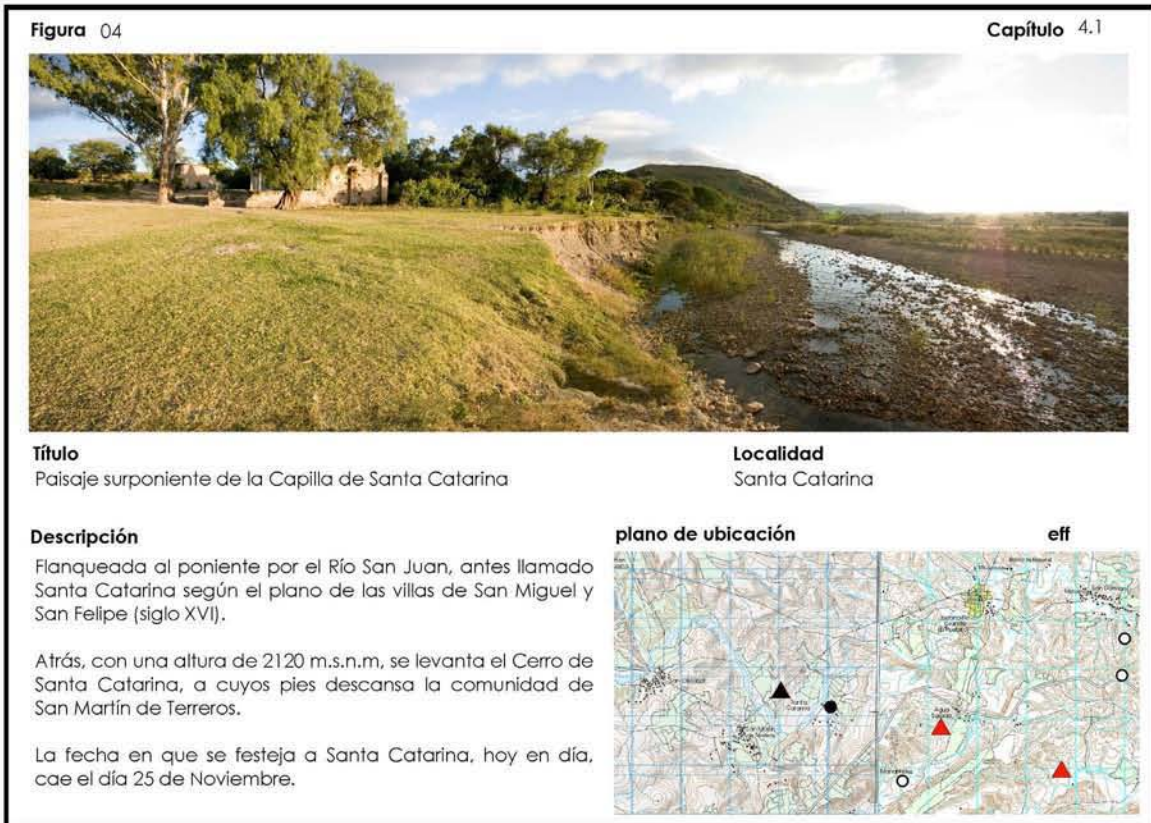 Figura 04
Capítulo 4.1
Título
Paisaje surponiente de la Capilla de Santa Catarina
Localidad
Santa Catarina
Descripción
Flanqueada al poniente por el Río San Juan, antes llamado
Santa Catarina según el plano de las villas de San Miguel y
San Felipe (siglo XVI).
Atrás, con una altura de 2120 m.s.n.m, se levanta el Cerro de
Santa Catarina, a cuyos pies descansa la comunidad de
San Martín de Terreros.
La fecha en que se festeja a Santa Catarina, hoy en día,
cae el día 25 de Noviembre.
plano de ubicación
eff
Santa
Catarina
Agua